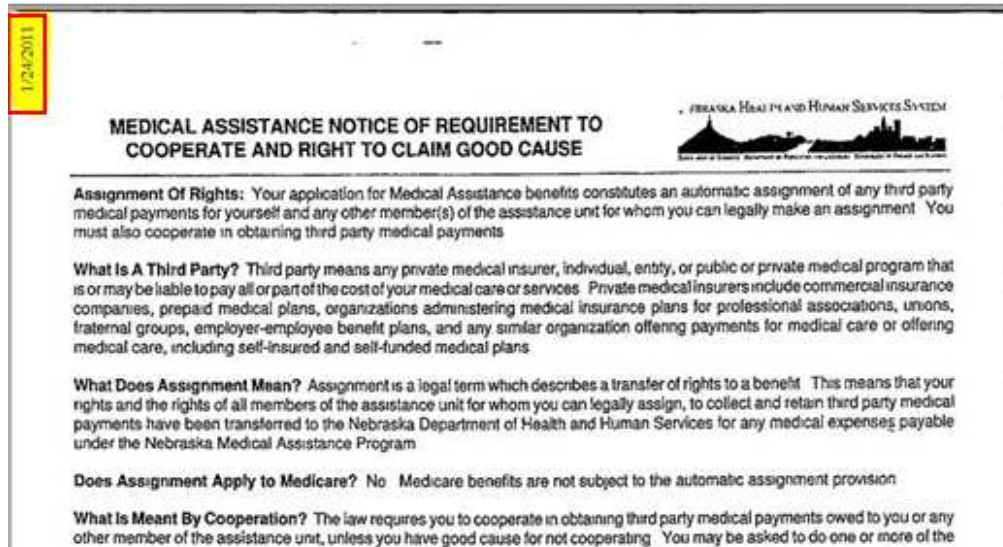 1/24/2011
MEDICAL ASSISTANCE NOTICE OF REQUIREMENT TO
COOPERATE AND RIGHT TO CLAIM GOOD CAUSE
HEALTH AND HUMAN SERVICES SYSTEM
Assignment Of Rights: Your application for Medical Assistance benefits constitutes an automatic assignment of any third party
medical payments for yourself and any other member(s) of the assistance unit for whom you can legally make an assignment You
must also cooperate in obtaining third party medical payments
What Is A Third Party? Third party means any private medical insurer, individual, entity, or public or private medical program that
is or may be liable to pay all or part of the cost of your medical care or services Private medical insurers include commercial insurance
companies, prepaid medical plans, organizations administering medical insurance plans for professional associations, unions,
fraternal groups, employer-employee benefit plans, and any similar organization offering payments for medical care or offering
medical care, including self-insured and self-funded medical plans
What Does Assignment Mean? Assignment is a legal term which describes a transfer of rights to a benefit This means that your
rights and the rights of all members of the assistance unit for whom you can legally assign, to collect and retain third party medical
payments have been transferred to the Nebraska Department of Health and Human Services for any medical expenses payable
under the Nebraska Medical Assistance Program
Does Assignment Apply to Medicare? No Medicare benefits are not subject to the automatic assignment provision
What Is Meant By Cooperation? The law requires you to cooperate in obtaining third party medical payments owed to you or any
other member of the assistance unit, unless you have good cause for not cooperating You may be asked to do one or more of the